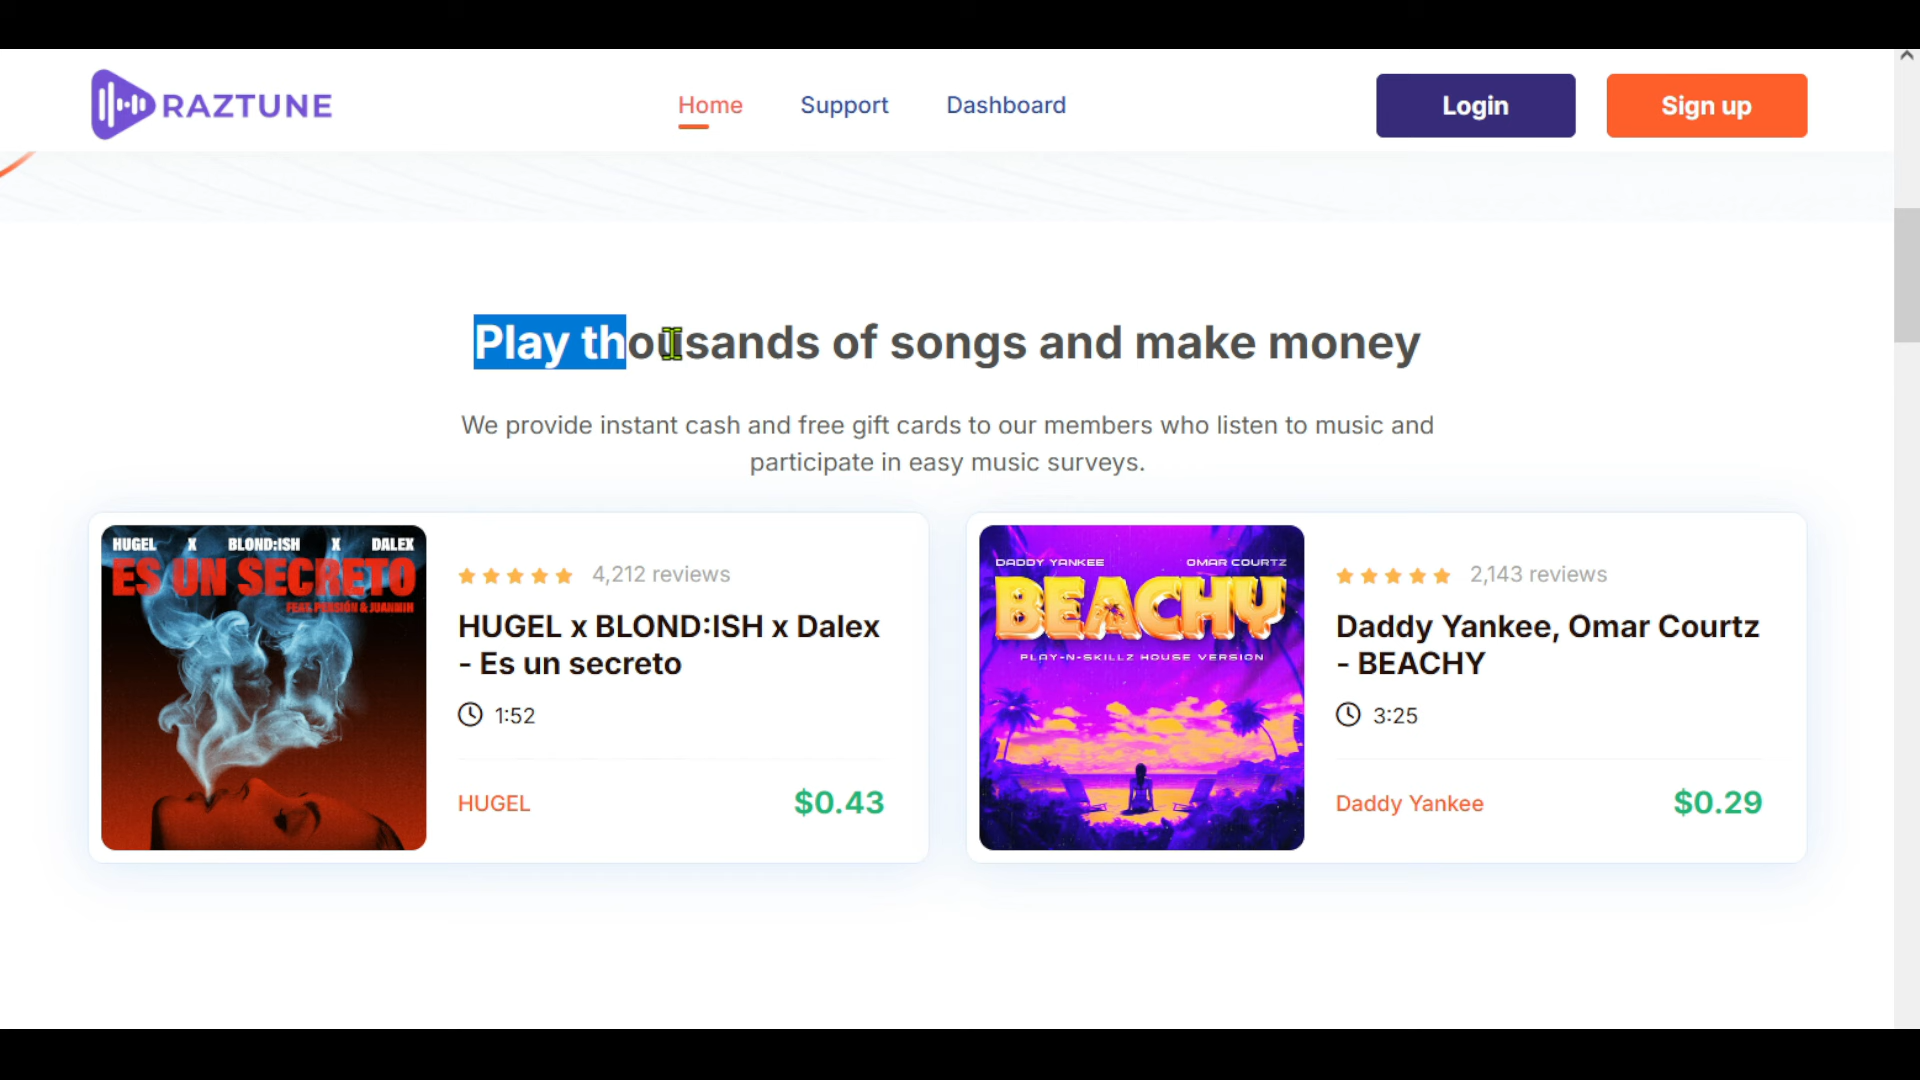 RAZTUNE
Home
Support
Dashboard
Login
Sign up
Play thousands of songs and make money
We provide instant cash and free gift cards to our members who listen to music and
participate in easy music surveys.
HUGEL X BLOND:ISH X DALEX
ES UN SECRETO
FEAT. PERSIÓN & JUANMIH
4,212 reviews
HUGEL x BLOND:ISH x Dalex
- Es un secreto
1:52
HUGEL
$0.43
DADDY YANKEE OMAR COURTZ
BEACHY
PLAY-N-SKILLZ HOUSE VERSION
2,143 reviews
Daddy Yankee, Omar Courtz
- BEACHY
3:25
Daddy Yankee
$0.29